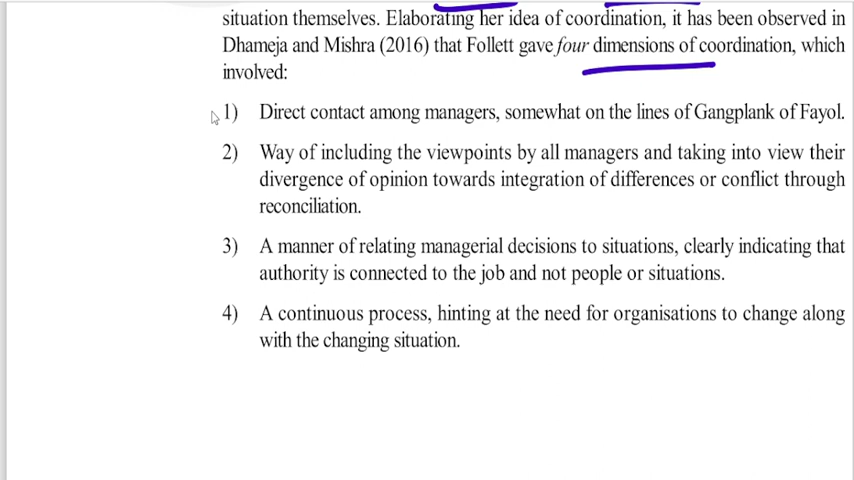 situation themselves. Elaborating her idea of coordination, it has been observed in
Dhameja and Mishra (2016) that Follett gave four dimensions of coordination, which
involved:
1) Direct contact among managers, somewhat on the lines of Gangplank of Fayol.
2) Way of including the viewpoints by all managers and taking into view their
divergence of opinion towards integration of differences or conflict through
reconciliation.
3) A manner of relating managerial decisions to situations, clearly indicating that
authority is connected to the job and not people or situations.
4) A continuous process, hinting at the need for organisations to change along
with the changing situation.